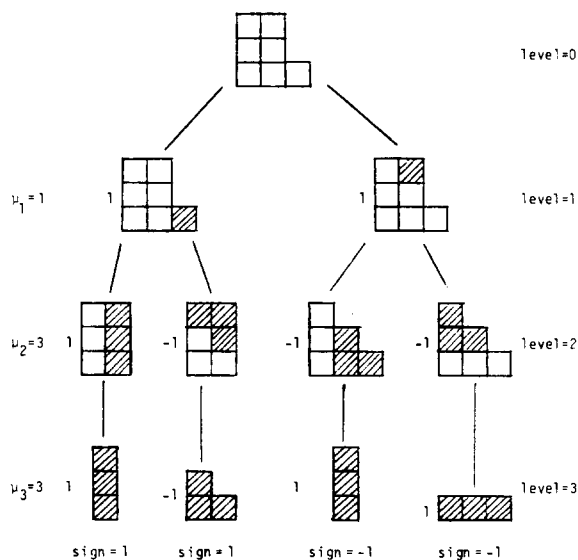 level=0
μ₁=1 1 1 level=1
μ₂=3 1 -1 -1 -1 level=2
μ₃=3 1 -1 1 1 level=3
sign=1 sign=1 sign=-1 sign=-1